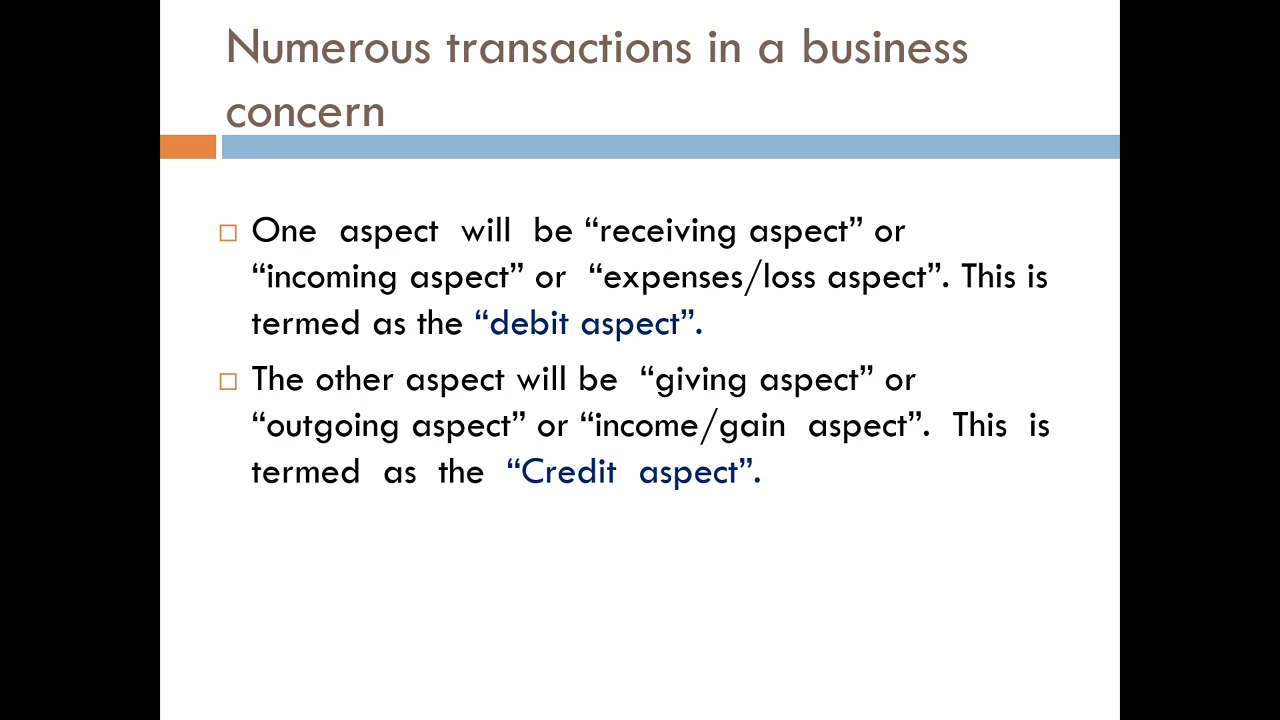 Numerous transactions in a business
concern
One aspect will be “receiving aspect” or
“incoming aspect” or “expenses/loss aspect”. This is
termed as the “debit aspect”.
The other aspect will be “giving aspect” or
“outgoing aspect” or “income/gain aspect”. This is
termed as the “Credit aspect”.